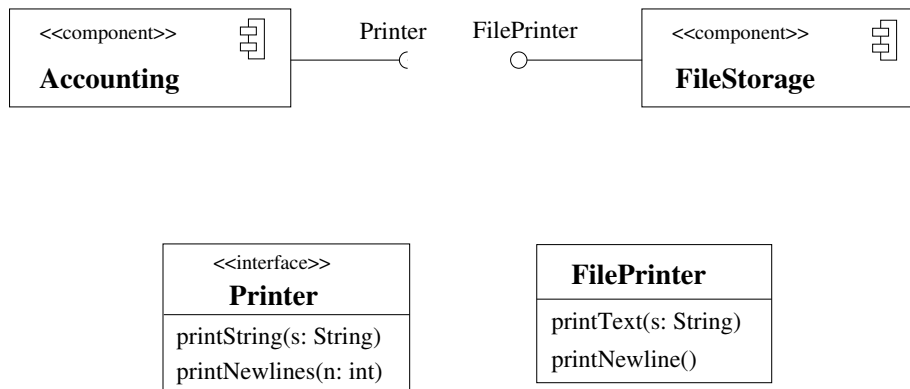 <<component>>
Accounting
Printer
FilePrinter
<<component>>
FileStorage
<<interface>>
Printer
printString(s: String)
printNewlines(n: int)
FilePrinter
printText(s: String)
printNewline()